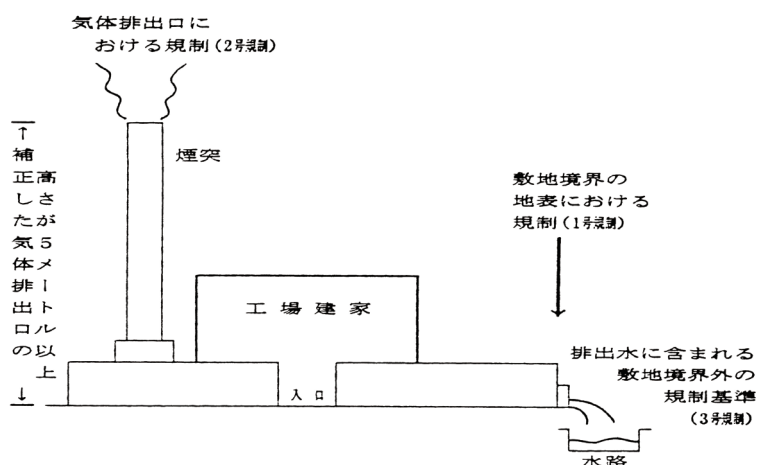 気体排出口に
おける規制(2号規制)
煙突
補正した気体排出口の
高さが5メートル以上
敷地境界の
地表における
規制(1号規制)
工場建家
入口
排出水に含まれる
敷地境界外の
規制基準
(3号規制)
水路